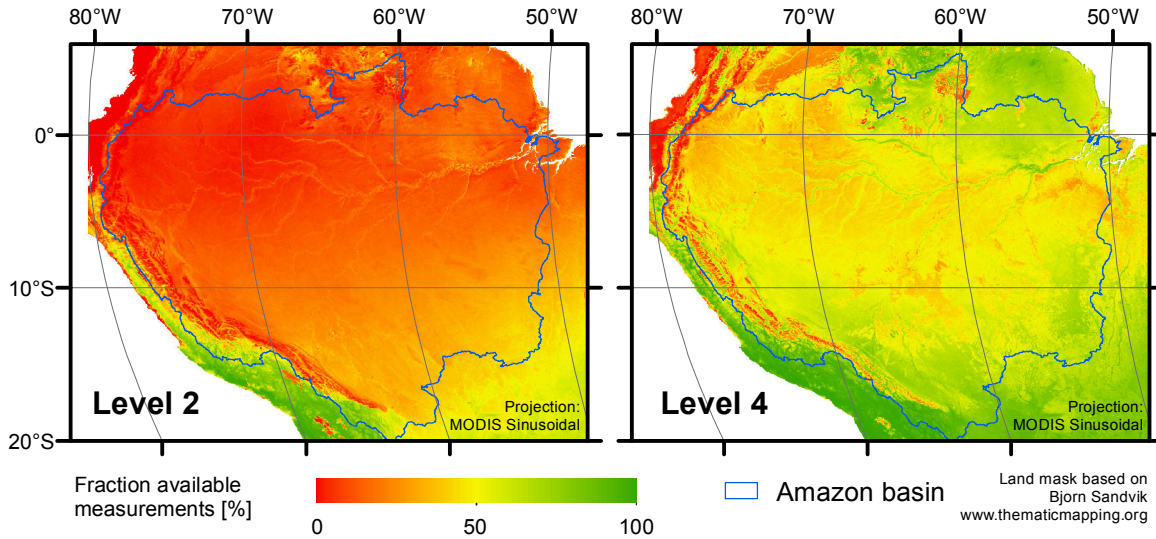 80°W 70°W 60°W 50°W 80°W 70°W 60°W 50°W
0°
10°S
20°S
Level 2
Projection:
MODIS Sinusoidal
Level 4
Projection:
MODIS Sinusoidal
Fraction available
measurements [%]
0 50 100
Amazon basin
Land mask based on
Bjorn Sandvik
www.thematicmapping.org